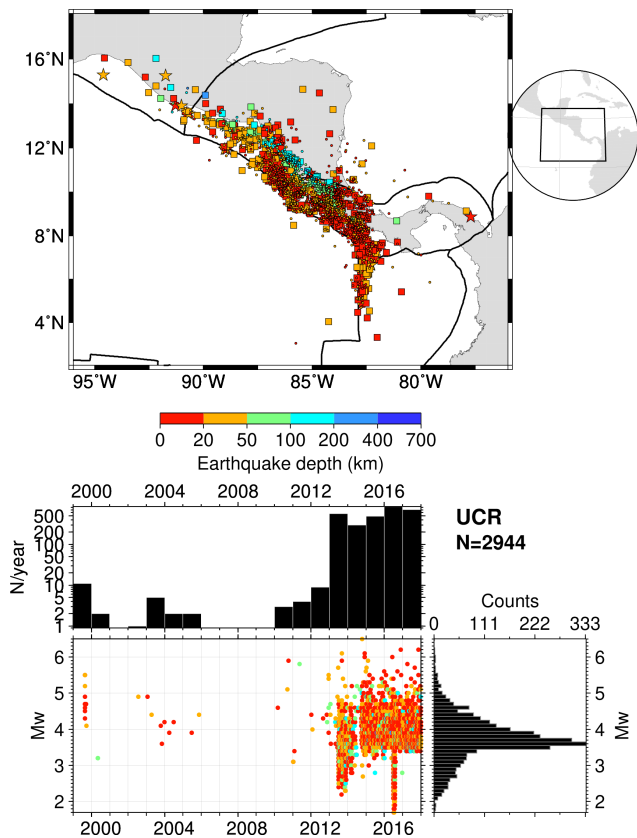 16°N
12°N
8°N
4°N
95°W 90°W 85°W 80°W
0 20 50 100 200 400 700
Earthquake depth (km)
2000 2004 2008 2012 2016
500
200
100
50
20
10
5
2
1
N/year
UCR
N=2944
Counts
0 111 222 333
6
5
4
3
2
Mw
6
5
4
3
2
Mw
2000 2004 2008 2012 2016